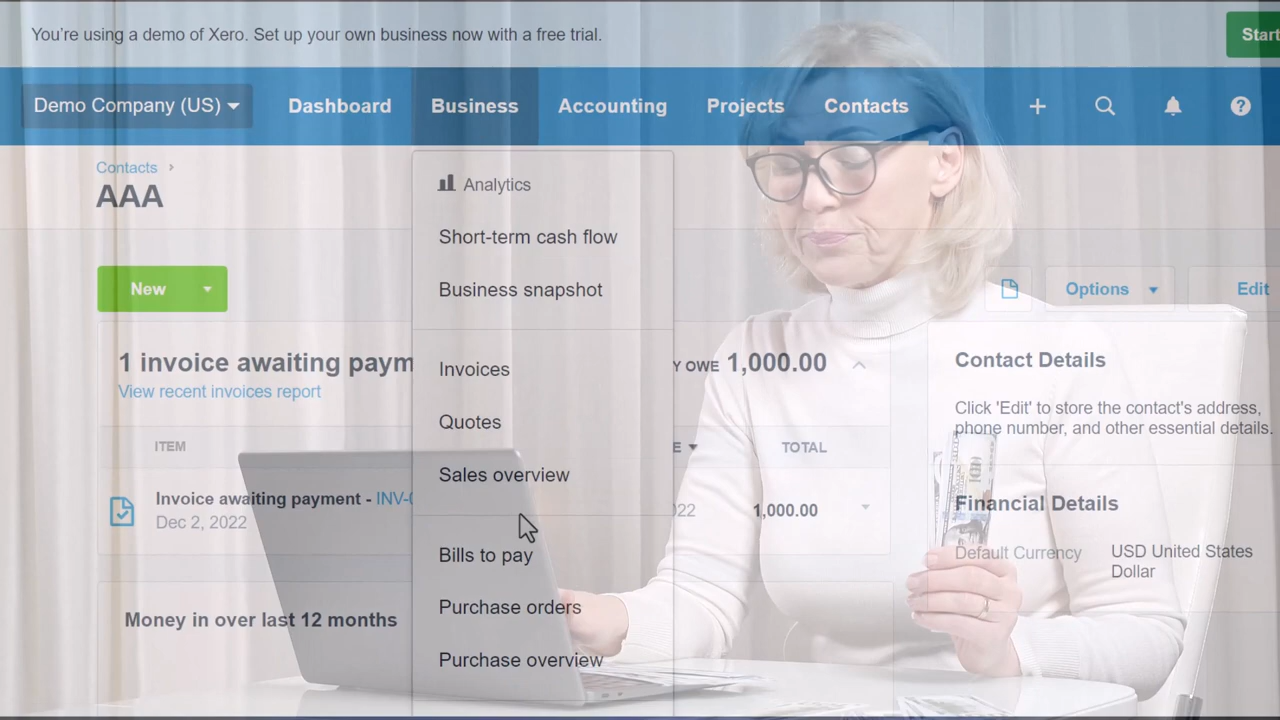 You're using a demo of Xero. Set up your own business now with a free trial.
Start
Demo Company (US)
Dashboard
Business
Accounting
Projects
Contacts
Contacts
AAA
Analytics
Short-term cash flow
Business snapshot
New
Options
Edit
1 invoice awaiting paym
Y OWE 1,000.00
View recent invoices report
Invoices
Quotes
Sales overview
Bills to pay
Purchase orders
Purchase overview
ITEM
E
TOTAL
Invoice awaiting payment - INV-
Dec 2, 2022
022
1,000.00
Money in over last 12 months
Contact Details
Click 'Edit' to store the contact's address,
phone number, and other essential details.
Financial Details
Default Currency
USD United States
Dollar
100